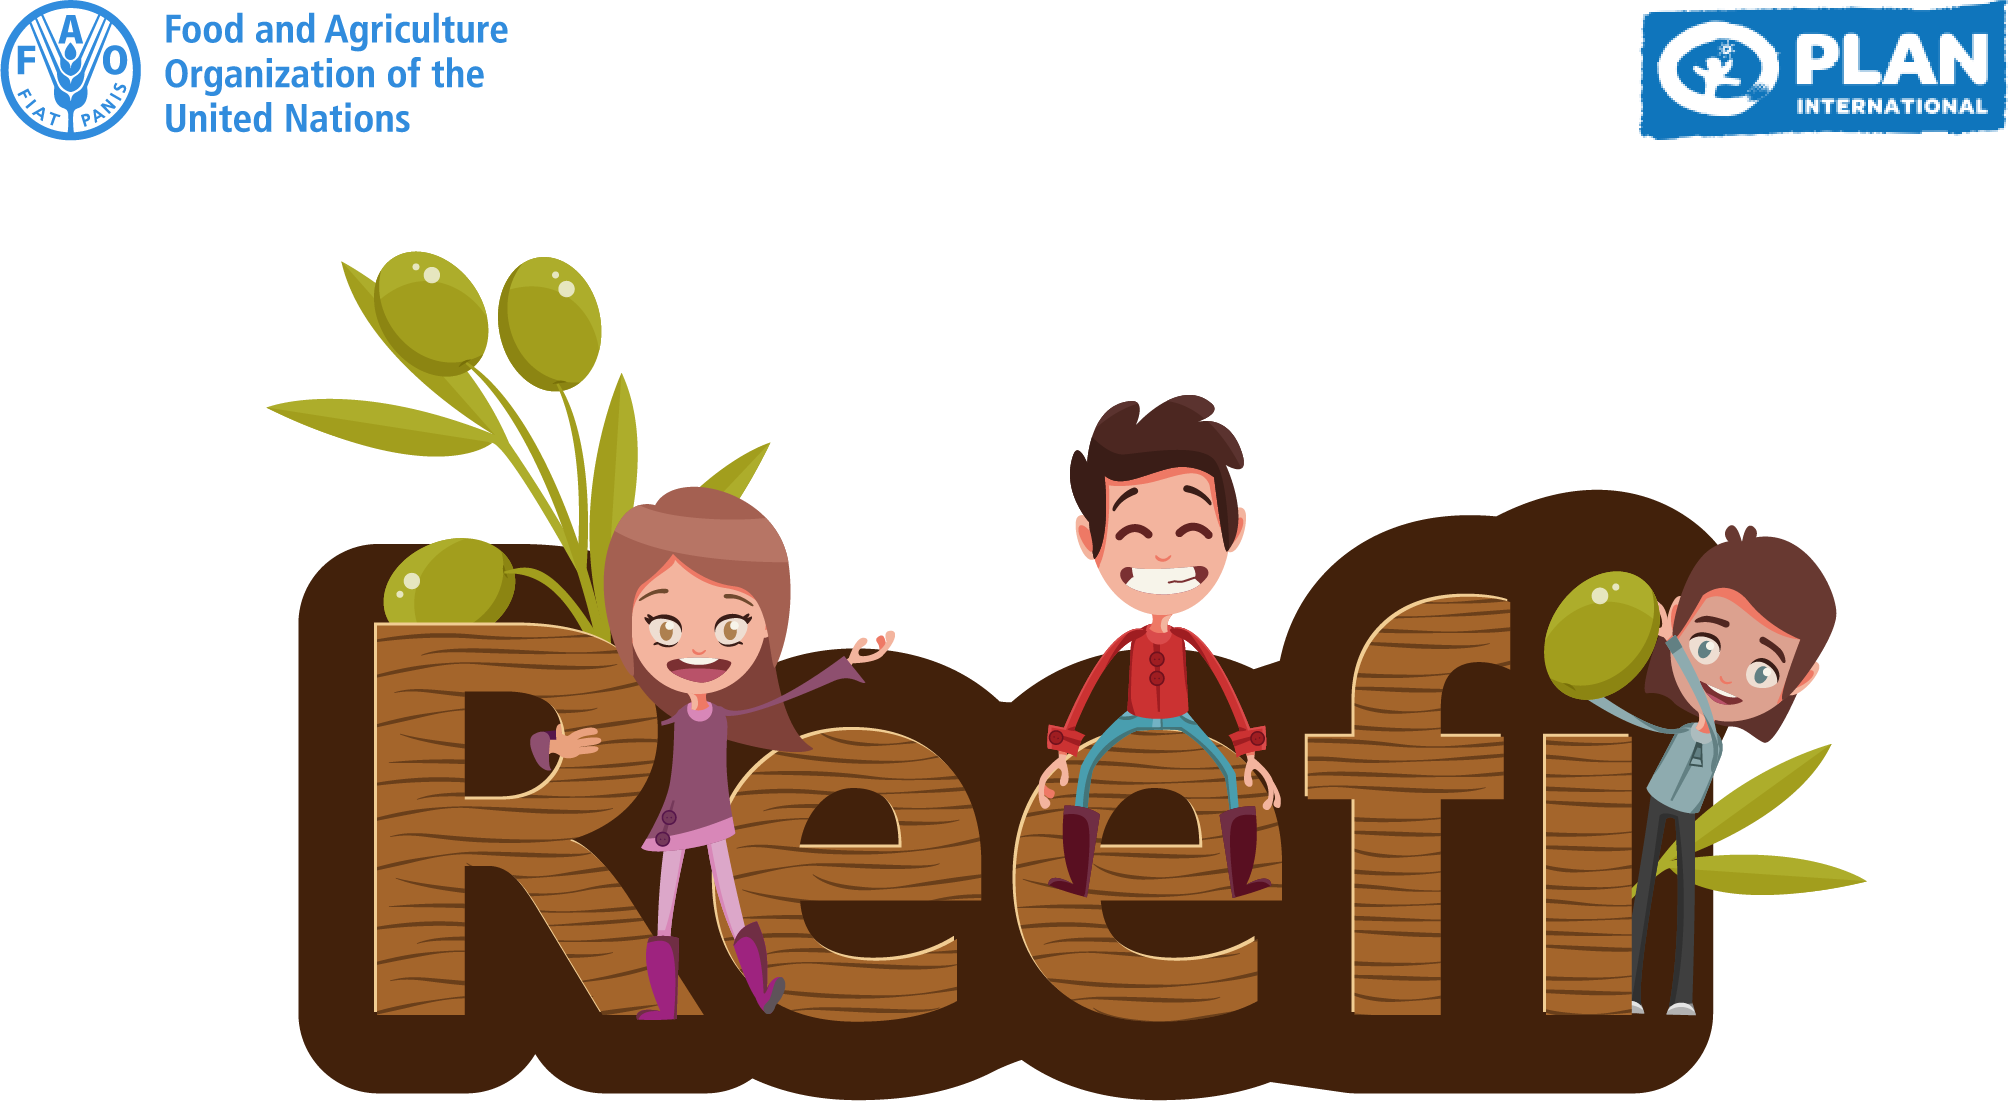 F A O
FIAT PANIS
Food and Agriculture
Organization of the
United Nations
PLAN
INTERNATIONAL
Reefi